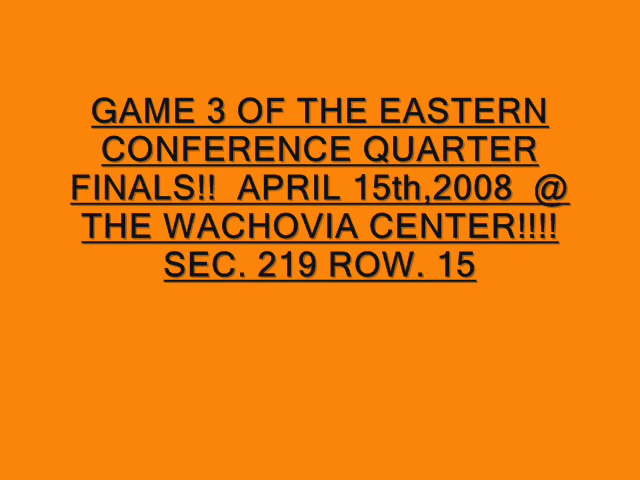 GAME 3 OF THE EASTERN
CONFERENCE QUARTER
FINALS!!  APRIL 15th,2008  @
THE WACHOVIA CENTER!!!!
SEC. 219 ROW. 15